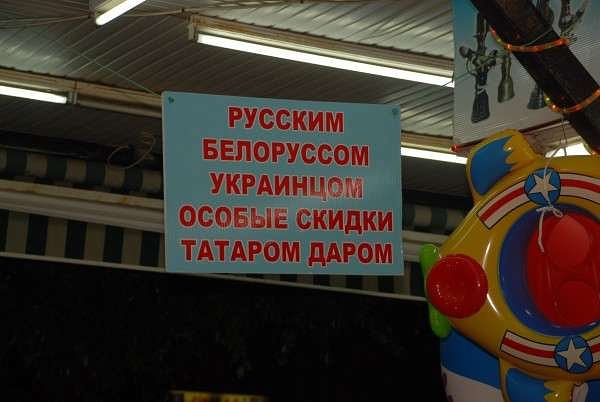 РУССКИМ
БЕЛОРУССОМ
УКРАИНЦОМ
ОСОБЫЕ СКИДКИ
ТАТАРОМ ДАРОМ